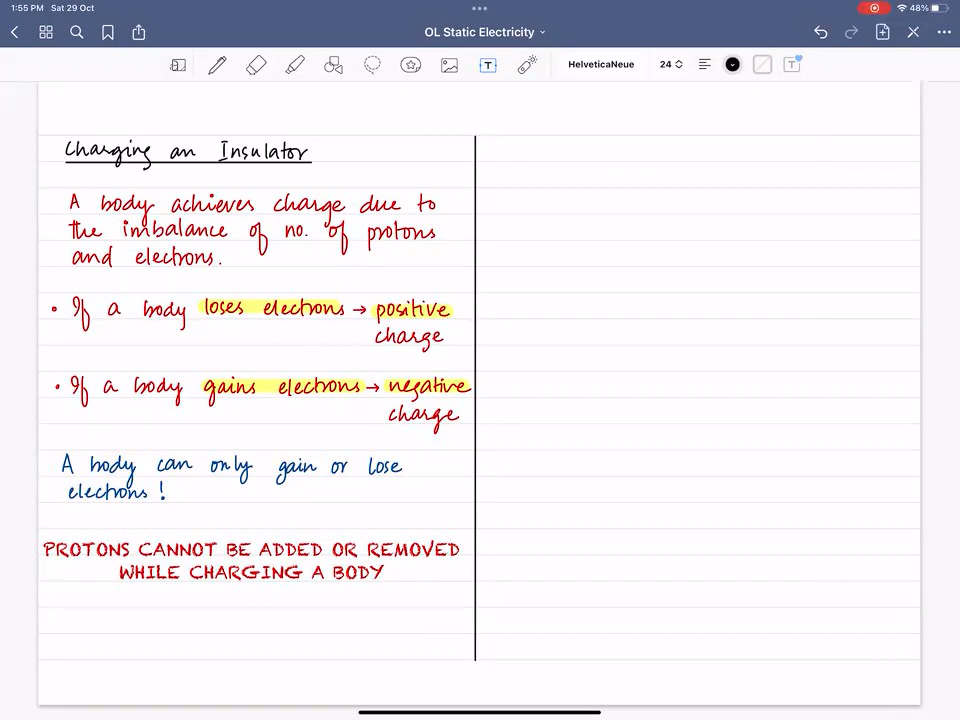 1:55 PM Sat 29 Oct
48%
OL Static Electricity
T
HelveticaNeue
24
T
Charging an Insulator
A body achieves charge due to
the imbalance of no. of protons
and electrons.
• If a body loses electrons → positive
charge
• If a body gains electrons → negative
charge
A body can only gain or lose
electrons!
PROTONS CANNOT BE ADDED OR REMOVED
WHILE CHARGING A BODY